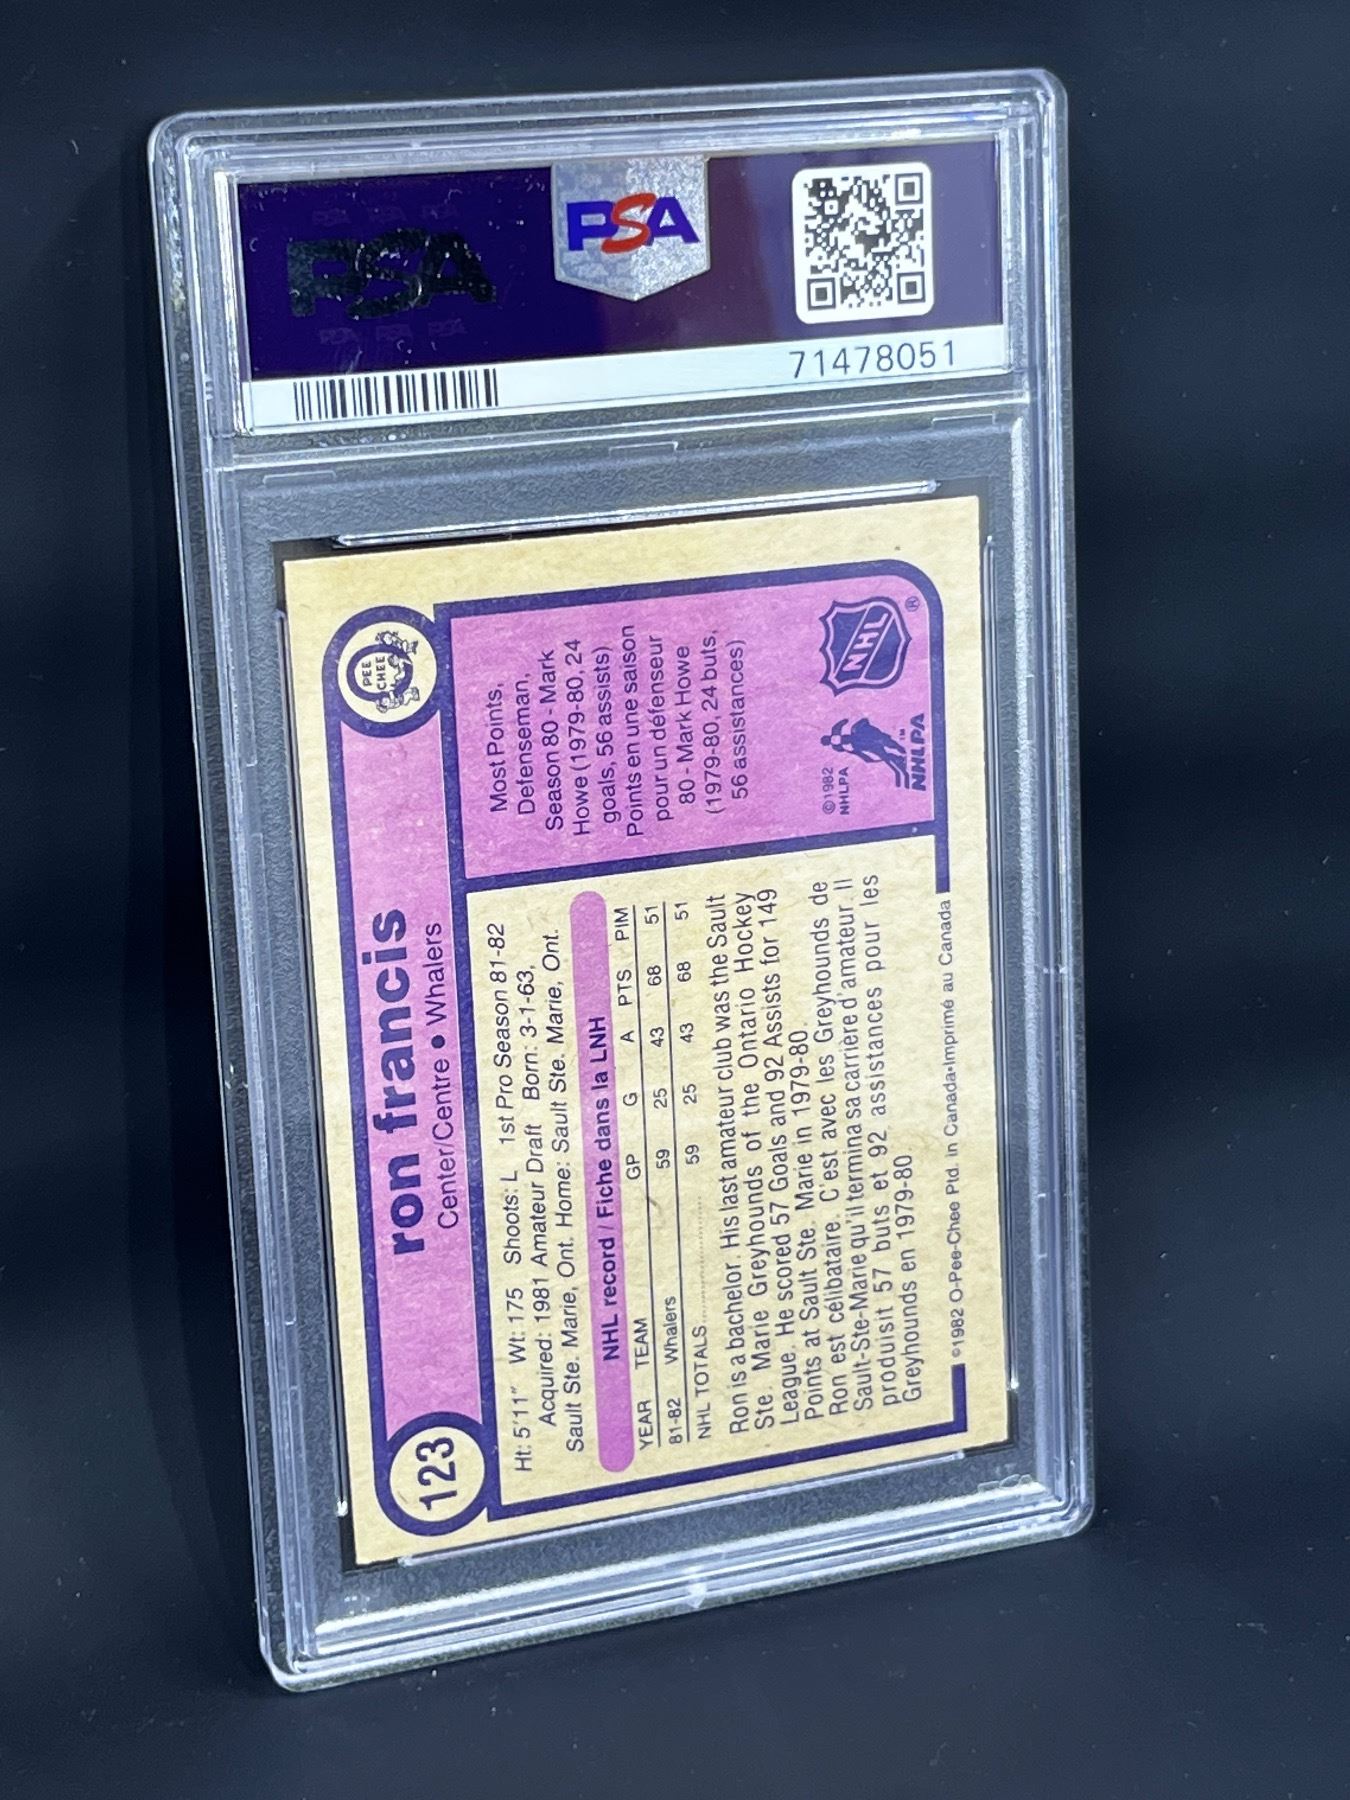 PSA
PSA
71478051
123
ron francis
Center/Centre • Whalers
O
PEE
CHEE
Ht: 5'11" Wt: 175 Shoots: L 1st Pro Season 81-82
Acquired: 1981 Amateur Draft Born: 3-1-63,
Sault Ste. Marie, Ont. Home: Sault Ste. Marie, Ont.
NHL record / Fiche dans la LNH
YEAR TEAM GP G A PTS PIM
81-82 Whalers 59 25 43 68 51
NHL TOTALS.................. 59 25 43 68 51
Ron is a bachelor. His last amateur club was the Sault
Ste. Marie Greyhounds of the Ontario Hockey
League. He scored 57 Goals and 92 Assists for 149
Points at Sault Ste. Marie in 1979-80.
Ron est célibataire. C'est avec les Greyhounds de
Sault-Ste-Marie qu'il termina sa carrière d'amateur. Il
produisit 57 buts et 92 assistances pour les
Greyhounds en 1979-80.
Most Points,
Defenseman,
Season 80 - Mark
Howe (1979-80, 24
goals, 56 assists)
Points en une saison
pour un défenseur
80 - Mark Howe
(1979-80, 24 buts,
56 assistances)
©1982
NHLPA
NHLPA™
NHL®
©1982 O-Pee-Chee Ptd. in Canada-Imprimé au Canada